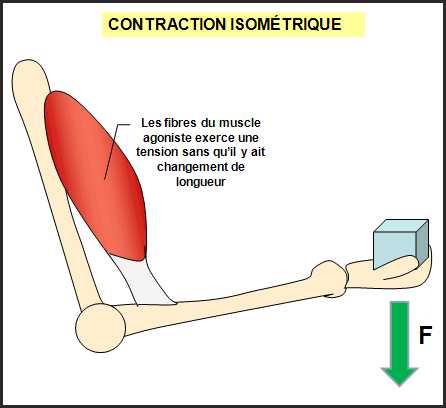 CONTRACTION ISOMÉTRIQUE
Les fibres du muscle
agoniste exerce une
tension sans qu'il y ait
changement de
longueur
F